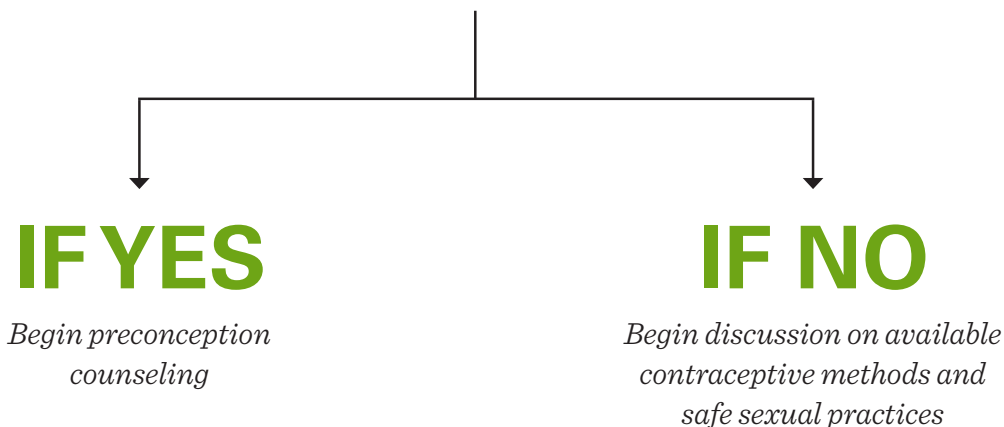 IF YES
Begin preconception
counseling
IF NO
Begin discussion on available
contraceptive methods and
safe sexual practices